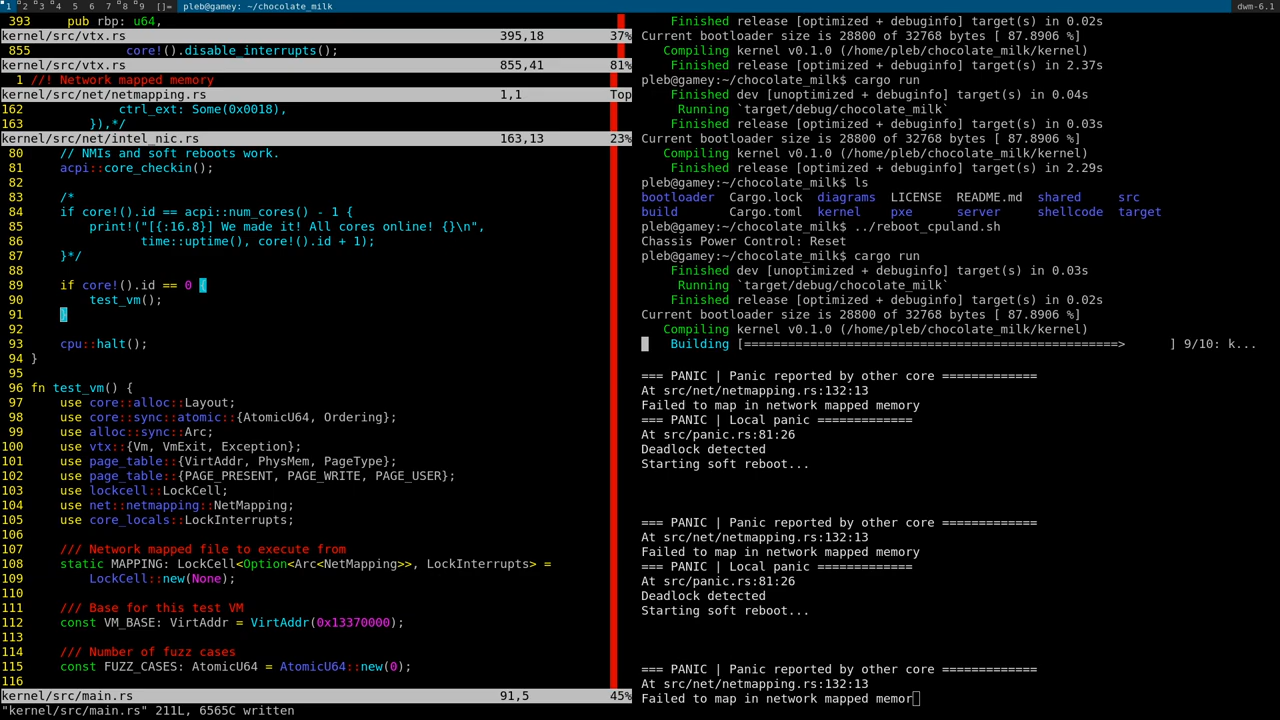 1 2 3 4 5 6 7 8 9 []= pleb@gamey: ~/chocolate_milk dwm-6.1
393 pub rbp: u64,
kernel/src/vtx.rs 395,18 37%
855 core!().disable_interrupts();
kernel/src/vtx.rs 855,41 81%
1 //! Network mapped memory
kernel/src/net/netmapping.rs 1,1 Top
162 ctrl_ext: Some(0x0018),
163 }),*/
kernel/src/net/intel_nic.rs 163,13 23%
80 // NMIs and soft reboots work.
81 acpi::core_checkin();
82
83 /*
84 if core!().id == acpi::num_cores() - 1 {
85 print!("[{:16.8}] We made it! All cores online! {}\n",
86 time::uptime(), core!().id + 1);
87 }*/
88
89 if core!().id == 0 {
90 test_vm();
91 }
92
93 cpu::halt();
94 }
95
96 fn test_vm() {
97 use core::alloc::Layout;
98 use core::sync::atomic::{AtomicU64, Ordering};
99 use alloc::sync::Arc;
100 use vtx::{Vm, VmExit, Exception};
101 use page_table::{VirtAddr, PhysMem, PageType};
102 use page_table::{PAGE_PRESENT, PAGE_WRITE, PAGE_USER};
103 use lockcell::LockCell;
104 use net::netmapping::NetMapping;
105 use core_locals::LockInterrupts;
106
107 /// Network mapped file to execute from
108 static MAPPING: LockCell<Option<Arc<NetMapping>>, LockInterrupts> =
109 LockCell::new(None);
110
111 /// Base for this test VM
112 const VM_BASE: VirtAddr = VirtAddr(0x13370000);
113
114 /// Number of fuzz cases
115 const FUZZ_CASES: AtomicU64 = AtomicU64::new(0);
116
kernel/src/main.rs 91,5 45%
"kernel/src/main.rs" 211L, 6565C written
Finished release [optimized + debuginfo] target(s) in 0.02s
Current bootloader size is 28800 of 32768 bytes [ 87.8906 %]
Compiling kernel v0.1.0 (/home/pleb/chocolate_milk/kernel)
Finished release [optimized + debuginfo] target(s) in 2.37s
pleb@gamey:~/chocolate_milk$ cargo run
Finished dev [unoptimized + debuginfo] target(s) in 0.04s
Running `target/debug/chocolate_milk`
Finished release [optimized + debuginfo] target(s) in 0.03s
Current bootloader size is 28800 of 32768 bytes [ 87.8906 %]
Compiling kernel v0.1.0 (/home/pleb/chocolate_milk/kernel)
Finished release [optimized + debuginfo] target(s) in 2.29s
pleb@gamey:~/chocolate_milk$ ls
bootloader Cargo.lock diagrams LICENSE README.md shared src
build Cargo.toml kernel pxe server shellcode target
pleb@gamey:~/chocolate_milk$ ../reboot_cpuland.sh
Chassis Power Control: Reset
pleb@gamey:~/chocolate_milk$ cargo run
Finished dev [unoptimized + debuginfo] target(s) in 0.03s
Running `target/debug/chocolate_milk`
Finished release [optimized + debuginfo] target(s) in 0.02s
Current bootloader size is 28800 of 32768 bytes [ 87.8906 %]
Compiling kernel v0.1.0 (/home/pleb/chocolate_milk/kernel)
Building [===================================================> ] 9/10: k...
=== PANIC | Panic reported by other core =============
At src/net/netmapping.rs:132:13
Failed to map in network mapped memory
=== PANIC | Local panic =============
At src/panic.rs:81:26
Deadlock detected
Starting soft reboot...
=== PANIC | Panic reported by other core =============
At src/net/netmapping.rs:132:13
Failed to map in network mapped memory
=== PANIC | Local panic =============
At src/panic.rs:81:26
Deadlock detected
Starting soft reboot...
=== PANIC | Panic reported by other core =============
At src/net/netmapping.rs:132:13
Failed to map in network mapped memor